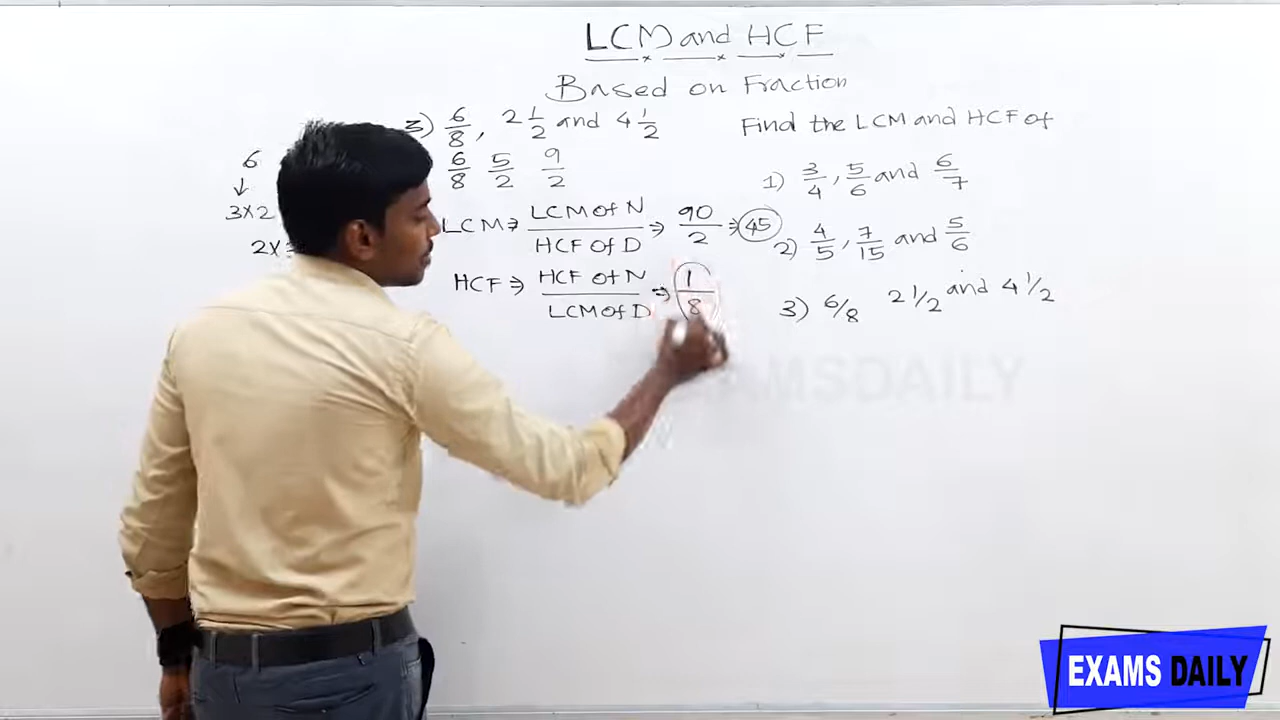 LCM and HCF
Based on Fraction
3) 6/8, 2 1/2 and 4 1/2
6/8 5/2 9/2
6
↓
3×2
2×
LCM ⇒ LCM of N / HCF of D ⇒ 90/2 ⇒ 45
HCF ⇒ HCF of N / LCM of D ⇒ 1/8
Find the LCM and HCF of
1) 3/4, 5/6 and 6/7
2) 4/5, 7/15 and 5/6
3) 6/8 2 1/2 and 4 1/2
EXAMSDAILY
EXAMS DAILY